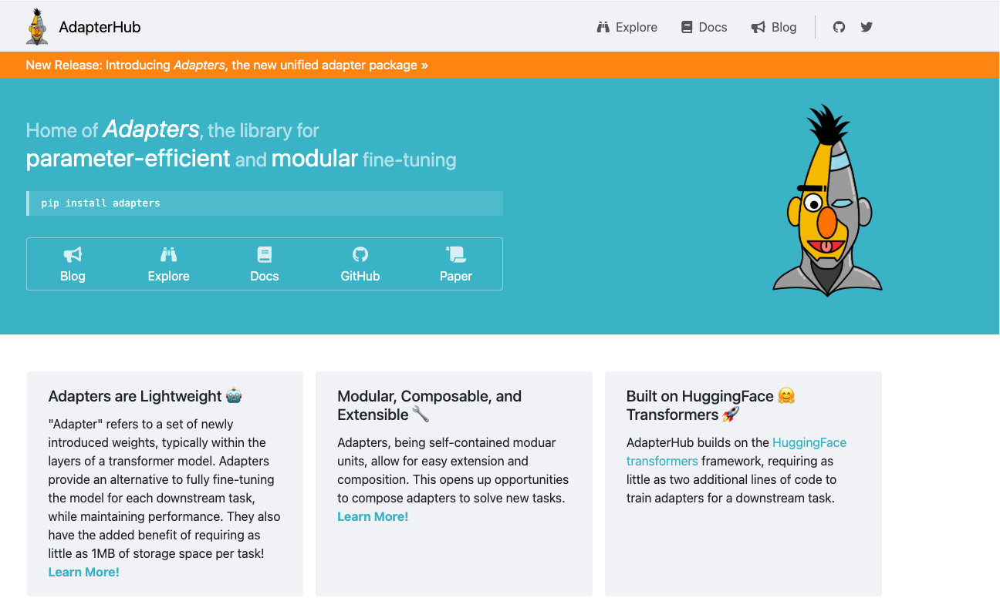 AdapterHub
Explore
Docs
Blog
New Release: Introducing Adapters, the new unified adapter package »
Home of Adapters, the library for
parameter-efficient and modular fine-tuning
pip install adapters
Blog
Explore
Docs
GitHub
Paper
Adapters are Lightweight 🤖
"Adapter" refers to a set of newly
introduced weights, typically within the
layers of a transformer model. Adapters
provide an alternative to fully fine-tuning
the model for each downstream task,
while maintaining performance. They also
have the added benefit of requiring as
little as 1MB of storage space per task!
Learn More!
Modular, Composable, and
Extensible 🔧
Adapters, being self-contained moduar
units, allow for easy extension and
composition. This opens up opportunities
to compose adapters to solve new tasks.
Learn More!
Built on HuggingFace 🤗
Transformers 🚀
AdapterHub builds on the HuggingFace
transformers framework, requiring as
little as two additional lines of code to
train adapters for a downstream task.